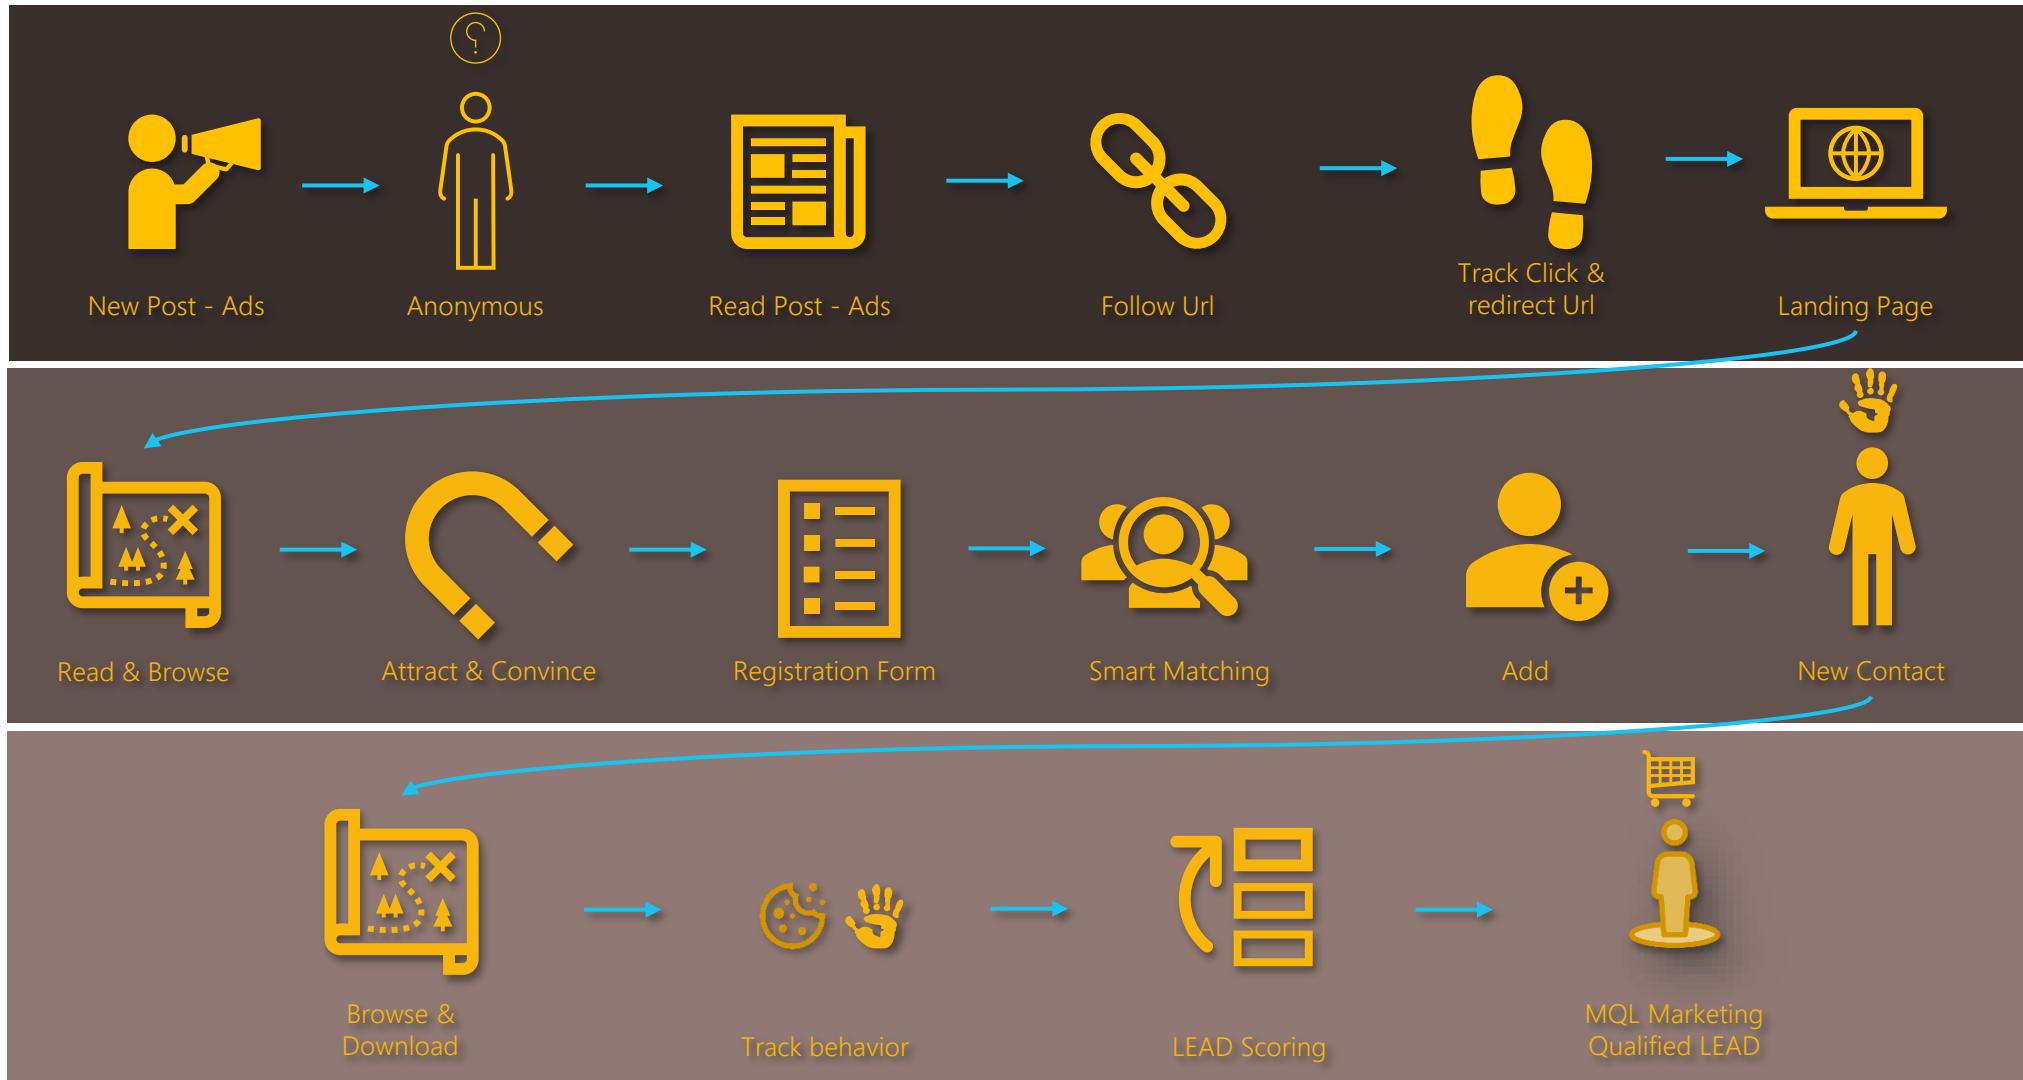 New Post - Ads
Anonymous
Read Post - Ads
Follow Url
Track Click &
redirect Url
Landing Page
Read & Browse
Attract & Convince
Registration Form
Smart Matching
Add
New Contact
Browse &
Download
Track behavior
LEAD Scoring
MQL Marketing
Qualified LEAD